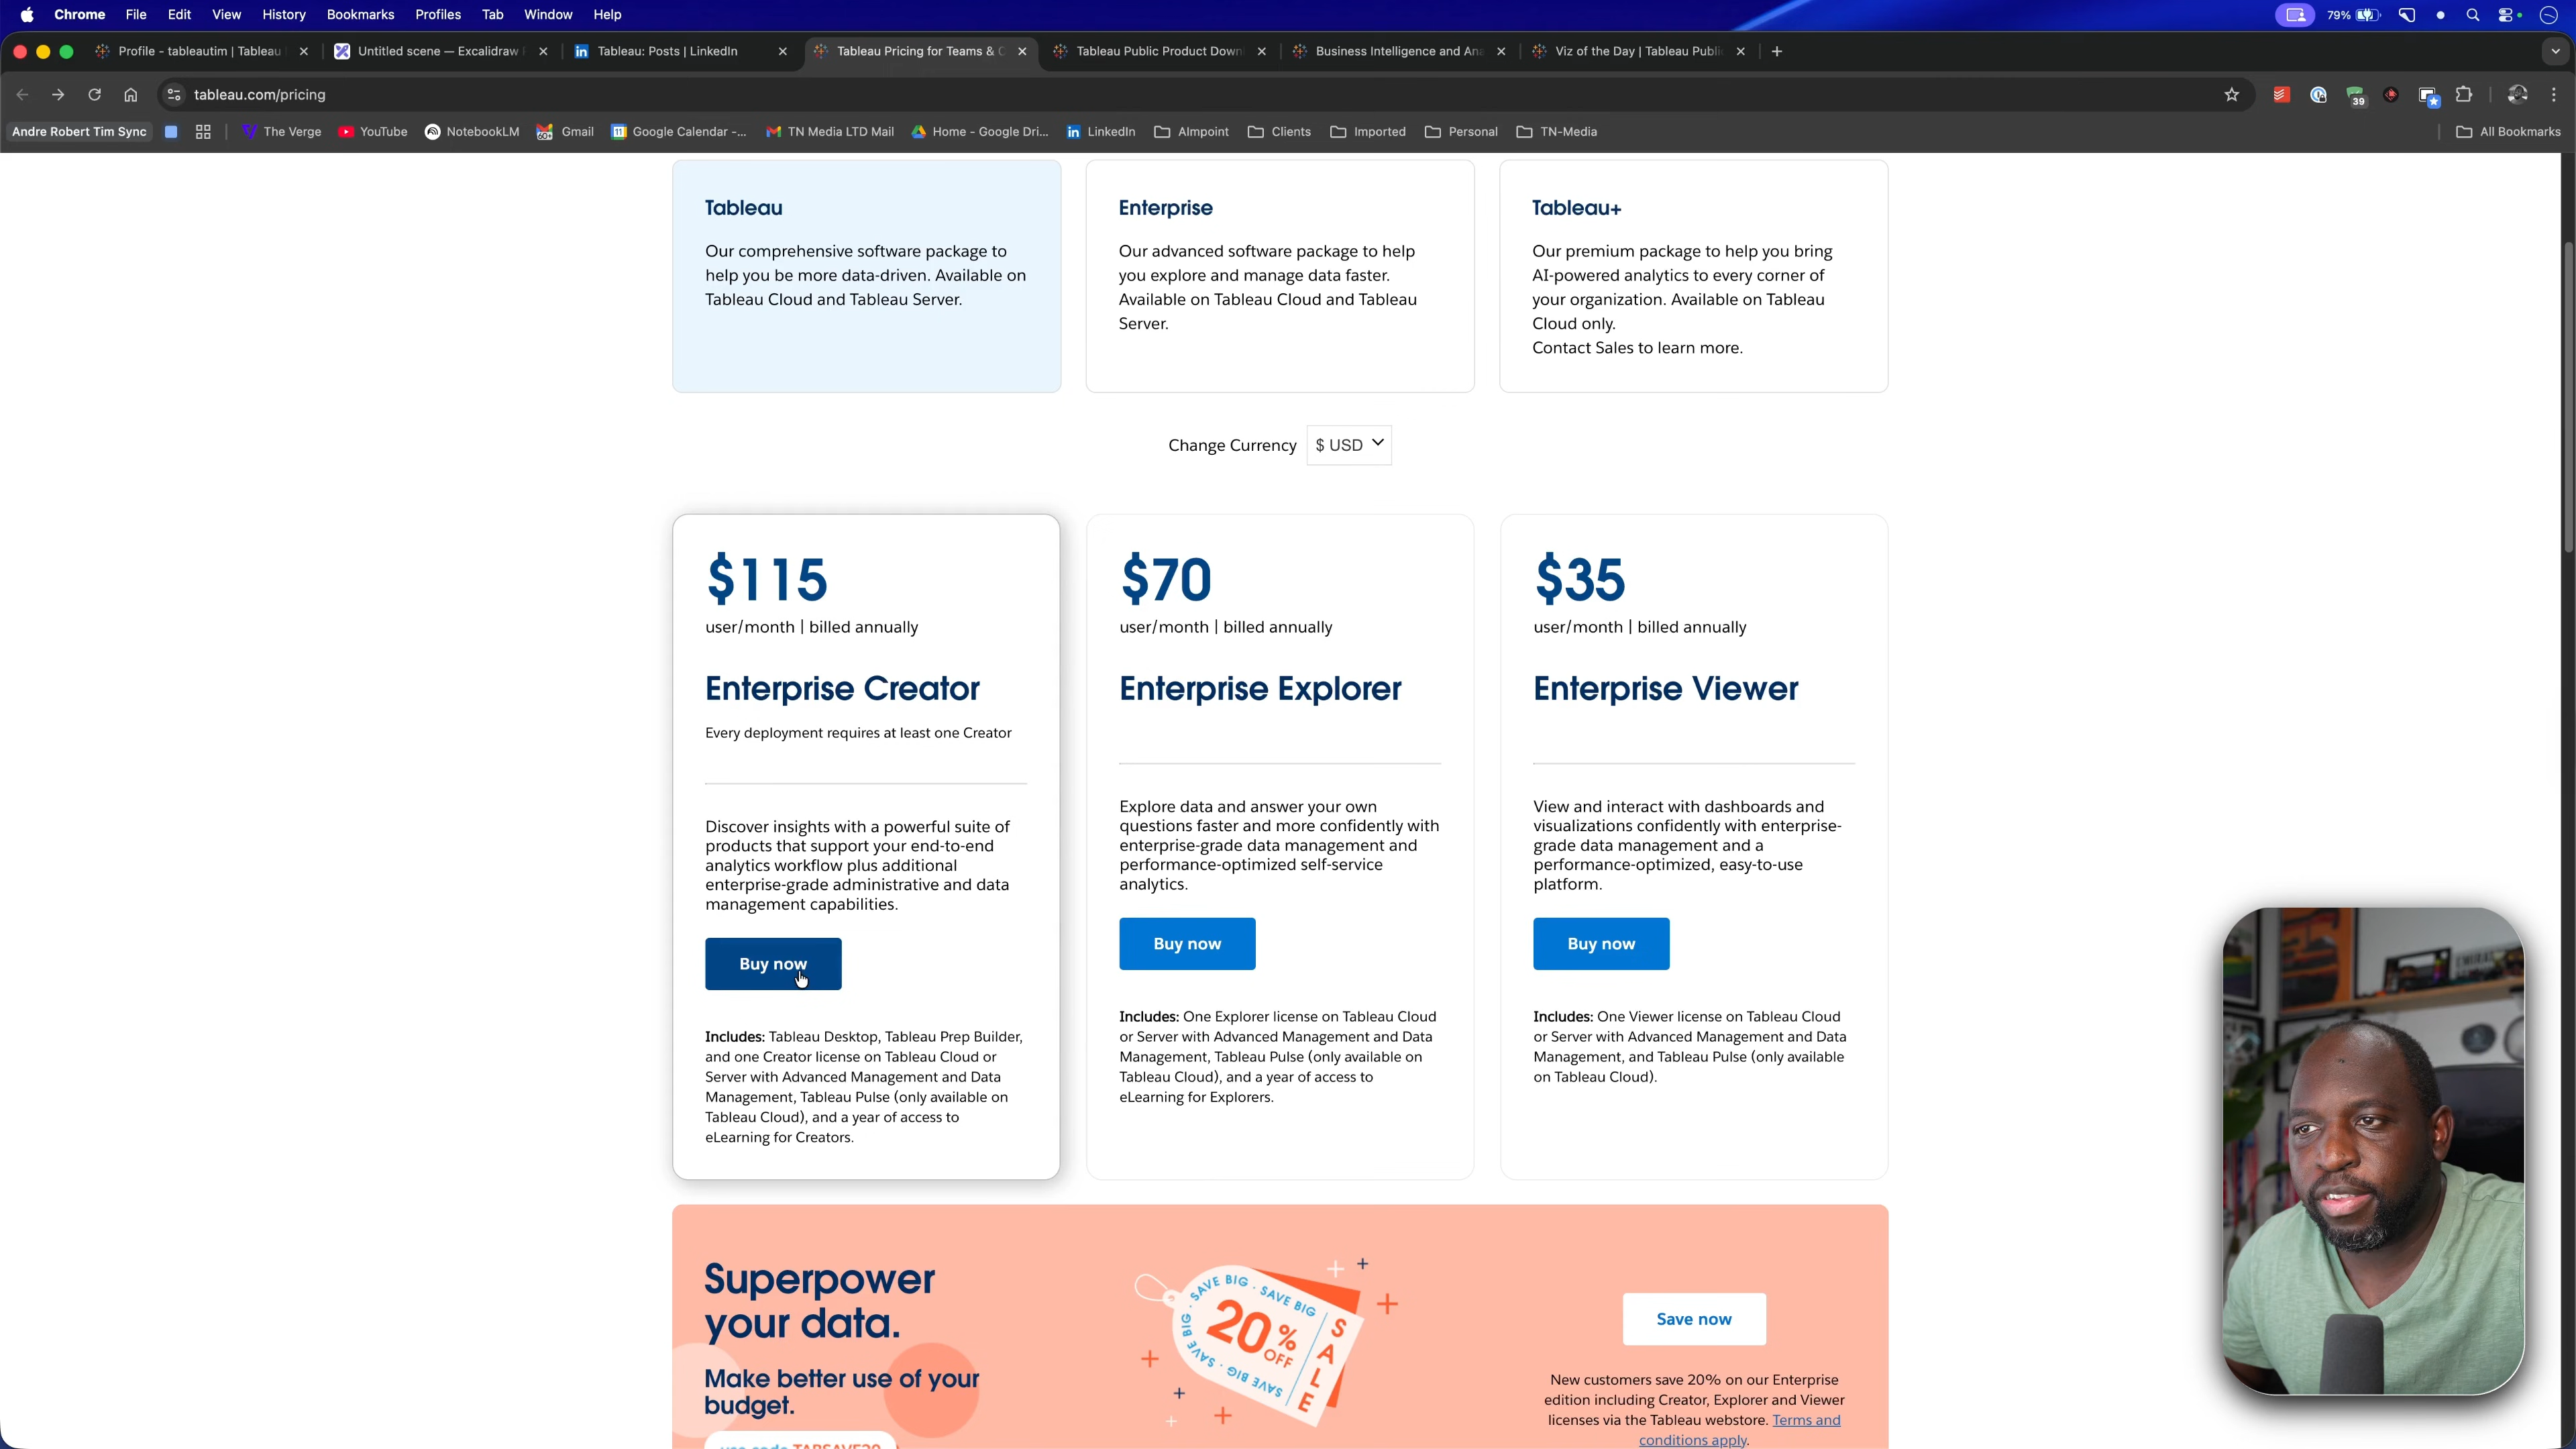 Chrome File Edit View History Bookmarks Profiles Tab Window Help
79%
Profile - tableautim | Tableau
Untitled scene — Excalidraw
Tableau: Posts | LinkedIn
Tableau Pricing for Teams & O
Tableau Public Product Down
Business Intelligence and Ana
Viz of the Day | Tableau Public
tableau.com/pricing
39
Andre Robert Tim Sync
The Verge
YouTube
NotebookLM
Gmail
Google Calendar -...
TN Media LTD Mail
Home - Google Dri...
LinkedIn
AImpoint
Clients
Imported
Personal
TN-Media
All Bookmarks
Tableau
Our comprehensive software package to
help you be more data-driven. Available on
Tableau Cloud and Tableau Server.
Enterprise
Our advanced software package to help
you explore and manage data faster.
Available on Tableau Cloud and Tableau
Server.
Tableau+
Our premium package to help you bring
AI-powered analytics to every corner of
your organization. Available on Tableau
Cloud only.
Contact Sales to learn more.
Change Currency $ USD
$115
user/month | billed annually
Enterprise Creator
Every deployment requires at least one Creator
Discover insights with a powerful suite of
products that support your end-to-end
analytics workflow plus additional
enterprise-grade administrative and data
management capabilities.
Buy now
Includes: Tableau Desktop, Tableau Prep Builder,
and one Creator license on Tableau Cloud or
Server with Advanced Management and Data
Management, Tableau Pulse (only available on
Tableau Cloud), and a year of access to
eLearning for Creators.
$70
user/month | billed annually
Enterprise Explorer
Explore data and answer your own
questions faster and more confidently with
enterprise-grade data management and
performance-optimized self-service
analytics.
Buy now
Includes: One Explorer license on Tableau Cloud
or Server with Advanced Management and Data
Management, Tableau Pulse (only available on
Tableau Cloud), and a year of access to
eLearning for Explorers.
$35
user/month | billed annually
Enterprise Viewer
View and interact with dashboards and
visualizations confidently with enterprise-
grade data management and a
performance-optimized, easy-to-use
platform.
Buy now
Includes: One Viewer license on Tableau Cloud
or Server with Advanced Management and Data
Management, and Tableau Pulse (only available
on Tableau Cloud).
Superpower
your data.
Make better use of your
budget.
use code TABSAVE20
SAVE BIG · SAVE BIG · SAVE BIG · SAVE BIG
20%
OFF
SALE
Save now
New customers save 20% on our Enterprise
edition including Creator, Explorer and Viewer
licenses via the Tableau webstore. Terms and
conditions apply.